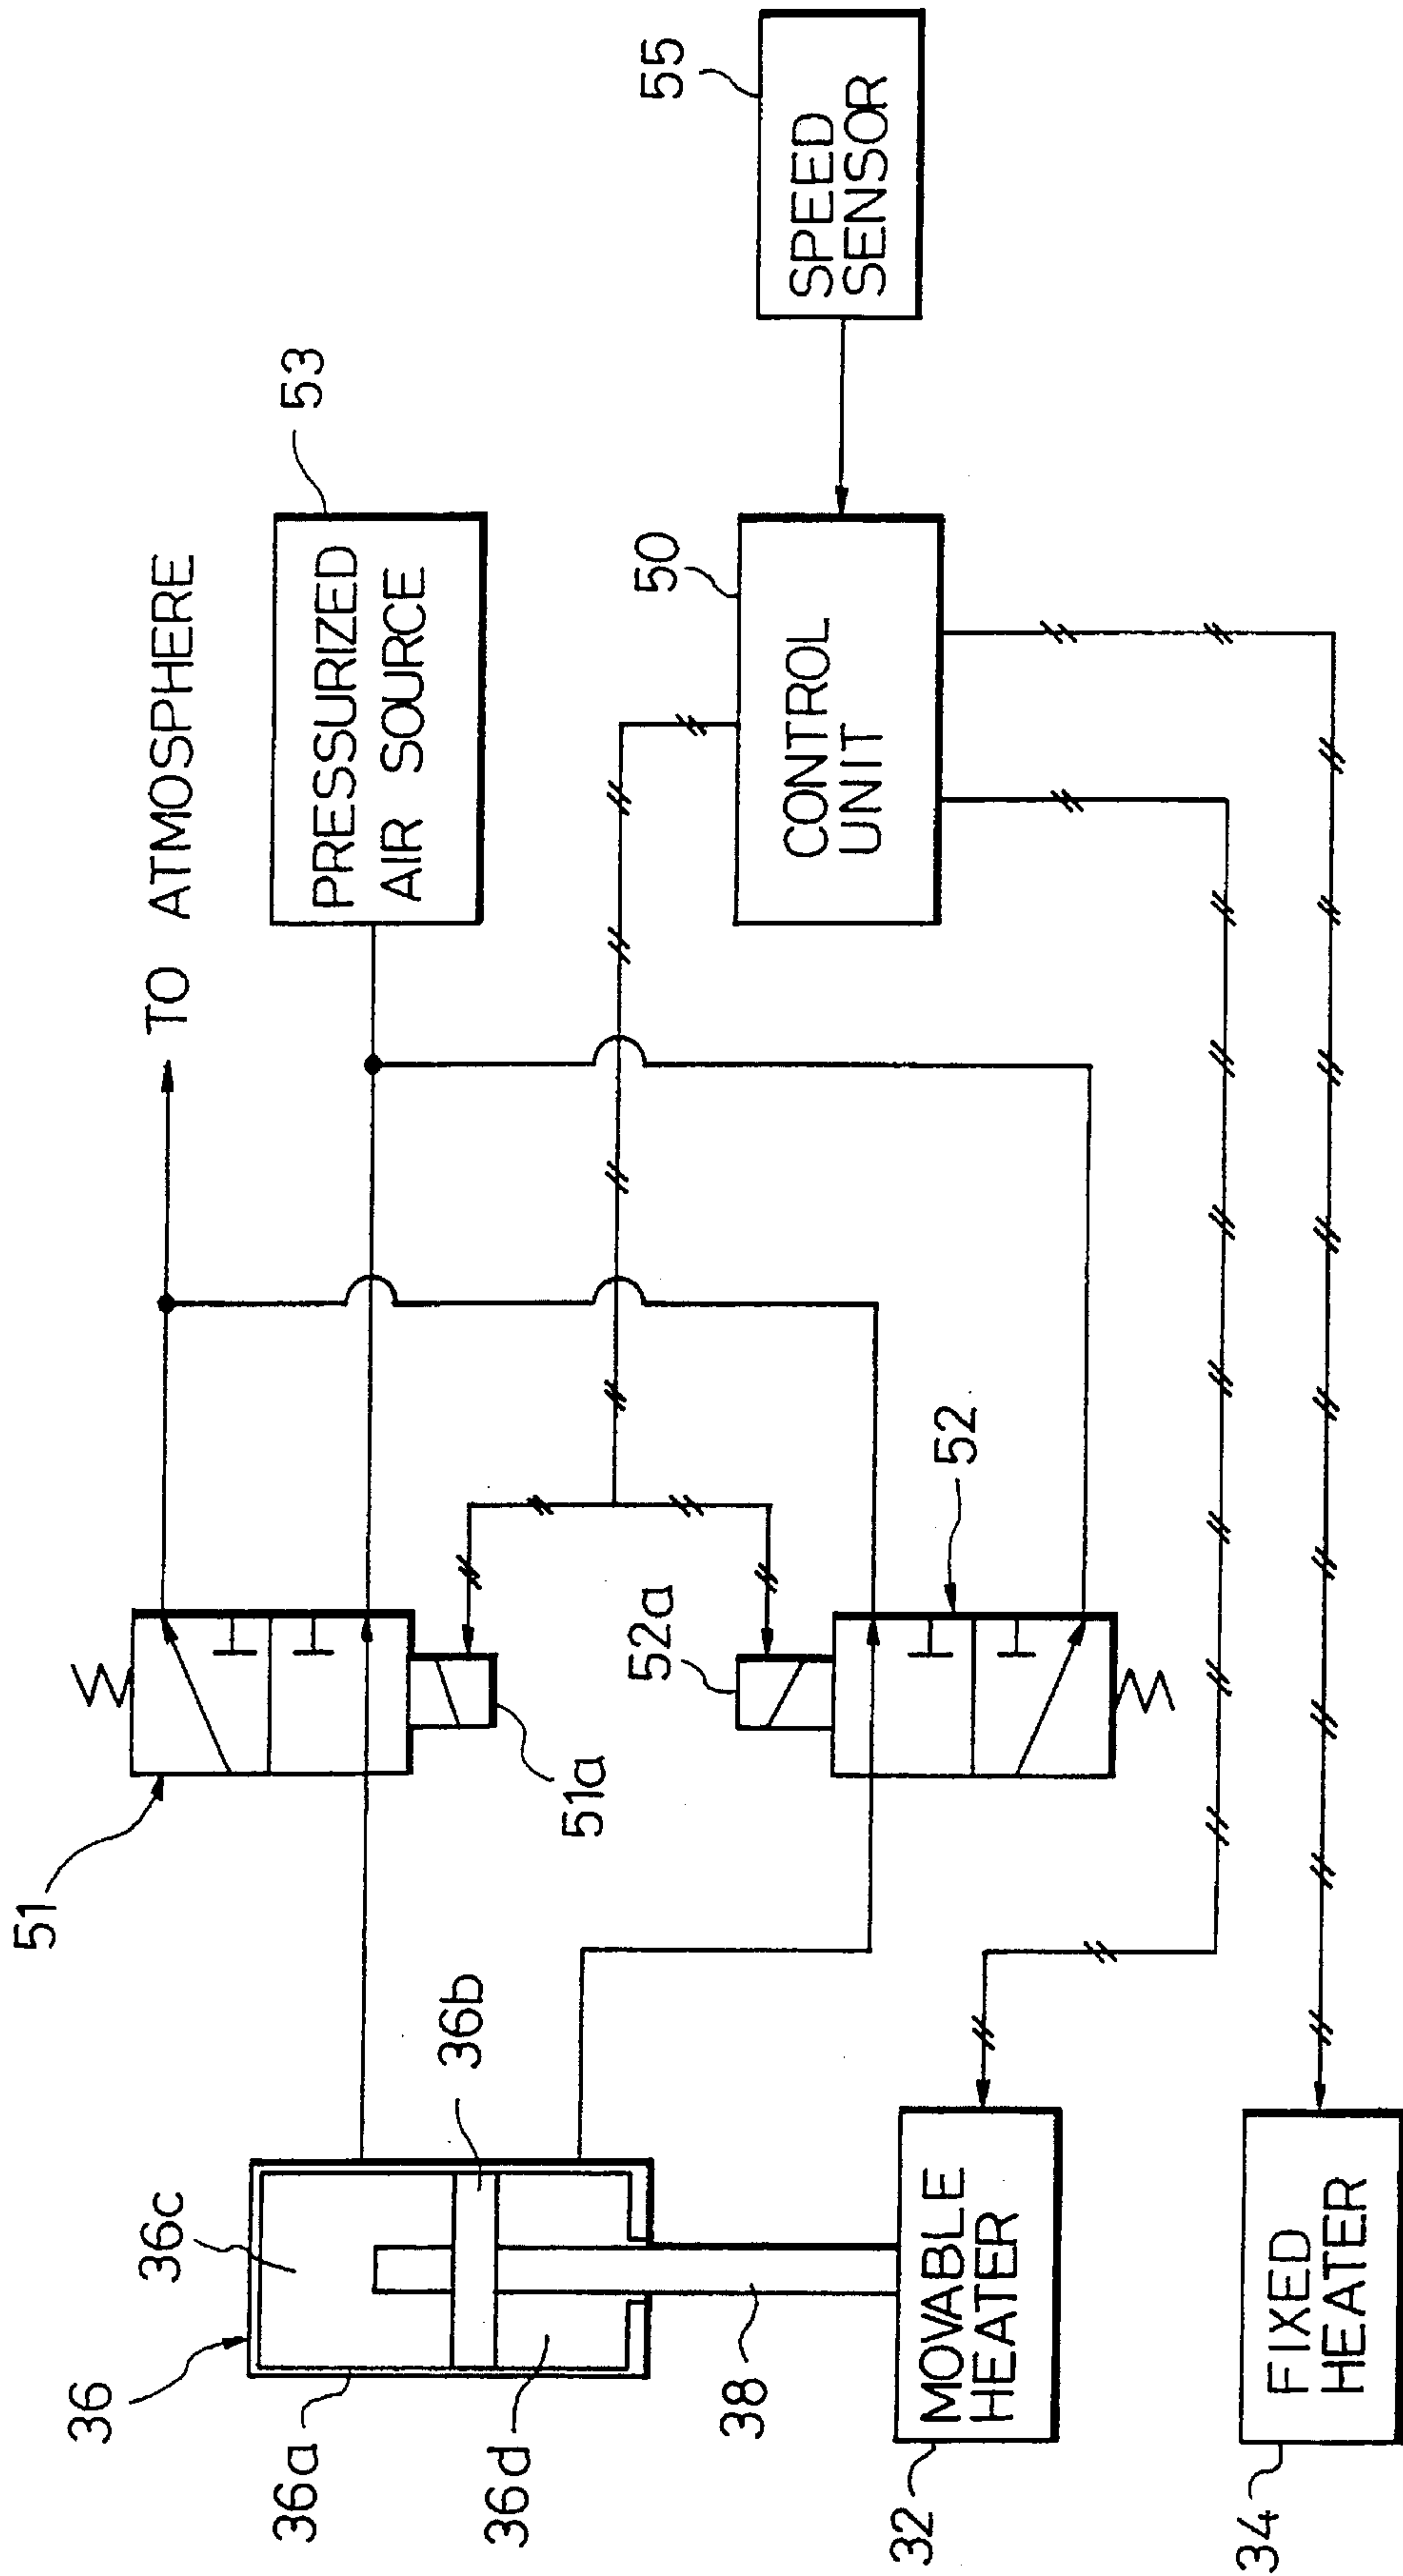 TO ATMOSPHERE
53
PRESSURIZED
AIR SOURCE
55
SPEED
SENSOR
50
CONTROL
UNIT
51
51a
52a
52
36
36c
36a
36b
36d
38
32
MOVABLE
HEATER
34
FIXED
HEATER